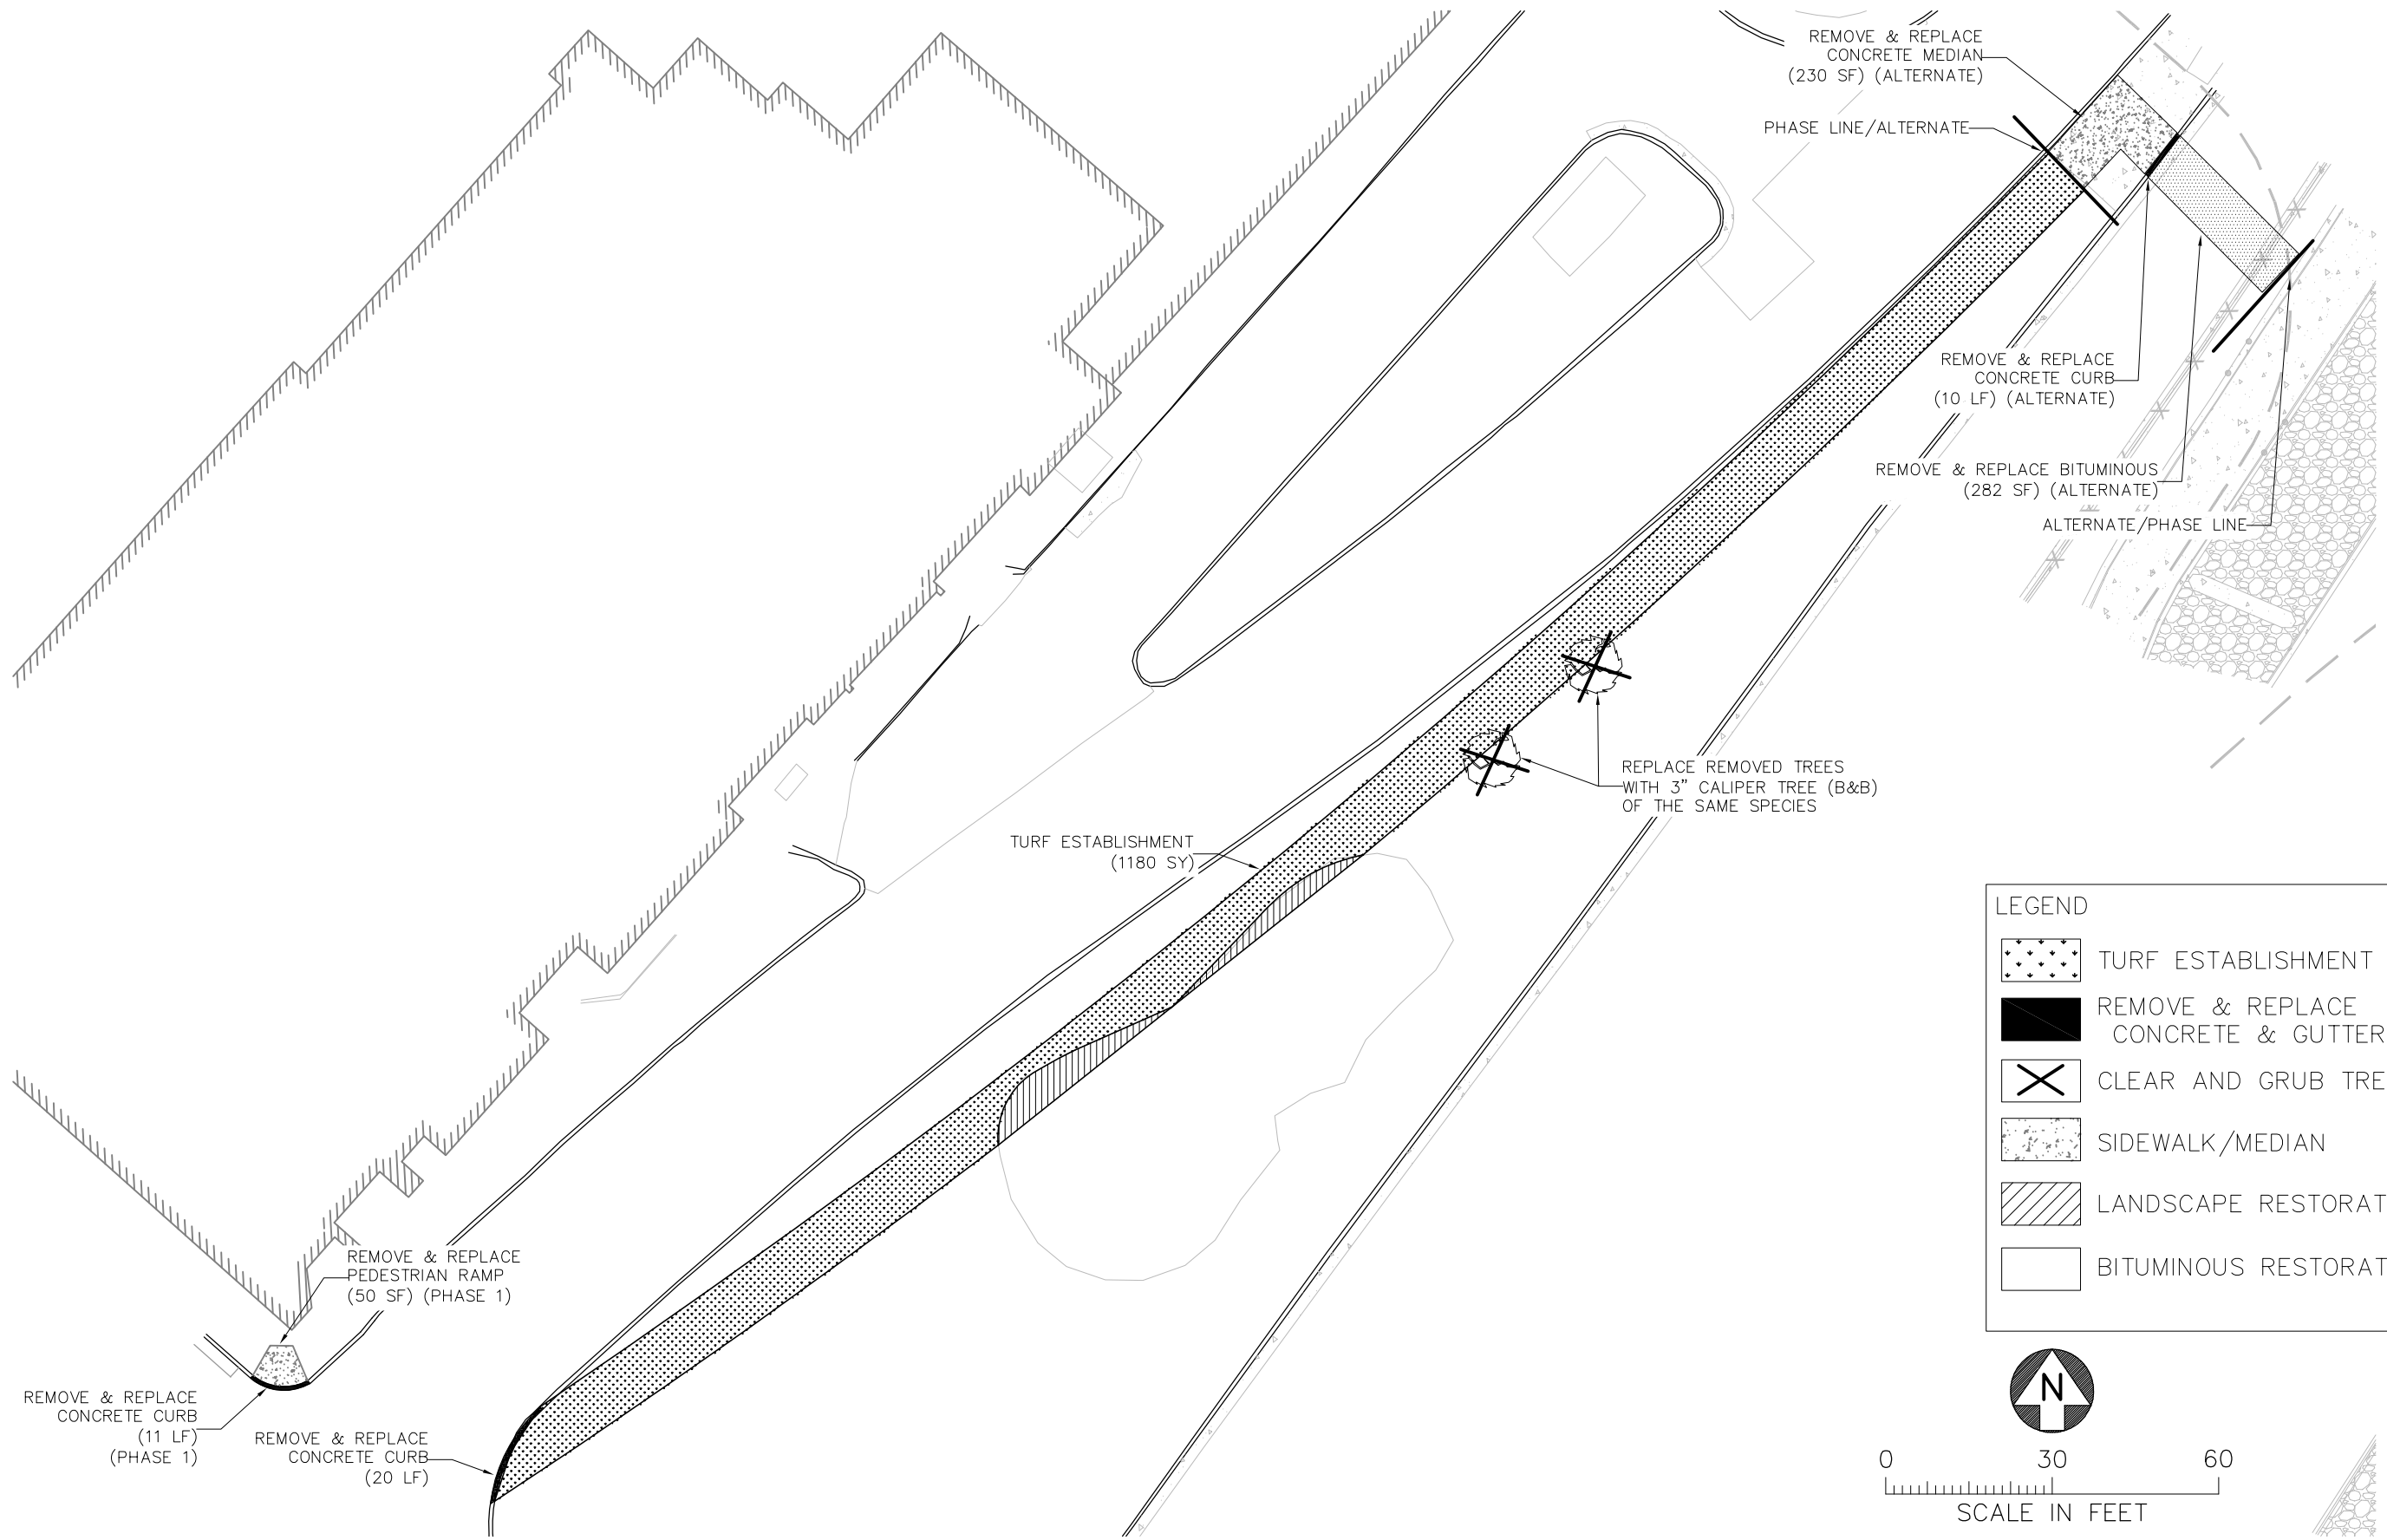 REMOVE & REPLACE
CONCRETE MEDIAN
(230 SF) (ALTERNATE)
PHASE LINE/ALTERNATE
REMOVE & REPLACE
CONCRETE CURB
(10 LF) (ALTERNATE)
REMOVE & REPLACE BITUMINOUS
(282 SF) (ALTERNATE)
ALTERNATE/PHASE LINE
REPLACE REMOVED TREES
WITH 3" CALIPER TREE (B&B)
OF THE SAME SPECIES
TURF ESTABLISHMENT
(1180 SY)
REMOVE & REPLACE
PEDESTRIAN RAMP
(50 SF) (PHASE 1)
REMOVE & REPLACE
CONCRETE CURB
(11 LF)
(PHASE 1)
REMOVE & REPLACE
CONCRETE CURB
(20 LF)
LEGEND
TURF ESTABLISHMENT
REMOVE & REPLACE
CONCRETE & GUTTER
CLEAR AND GRUB TRE
SIDEWALK/MEDIAN
LANDSCAPE RESTORAT
BITUMINOUS RESTORAT
N
0 30 60
SCALE IN FEET